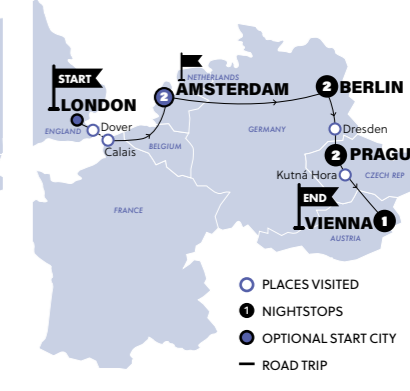 START
LONDON
ENGLAND
Dover
Calais
NETHERLANDS
2
AMSTERDAM
BELGIUM
GERMANY
2
BERLIN
Dresden
2
PRAGU
Kutná Hora
CZECH REP
FRANCE
END
VIENNA
1
AUSTRIA
PLACES VISITED
1 NIGHTSTOPS
OPTIONAL START CITY
ROAD TRIP